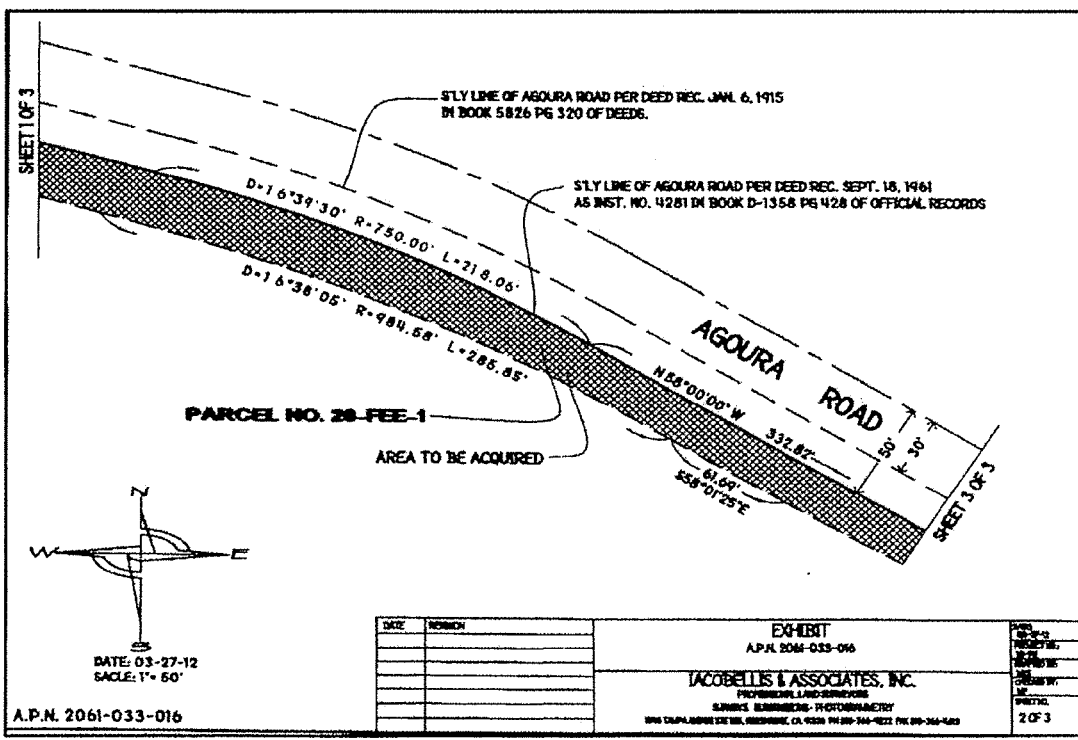 SHEET 1 OF 3
S'LY LINE OF AGOURA ROAD PER DEED REC. JAN. 6, 1915
IN BOOK 5826 PG 320 OF DEEDS.
S'LY LINE OF AGOURA ROAD PER DEED REC. SEPT. 18, 1961
AS INST. NO. 4281 IN BOOK D-1358 PG 428 OF OFFICIAL RECORDS
D=16°39'30" R=750.00' L=218.06'
D=16°38'05" R=984.58' L=285.85'
AGOURA ROAD
N58°00'00"W
332.82'
50'
30'
PARCEL NO. 28-FEE-1
AREA TO BE ACQUIRED
61.69'
S58°01'25"E
SHEET 3 OF 3
N
W
E
S
DATE: 03-27-12
SACLE: 1"= 50'
A.P.N. 2061-033-016
DATE
REVISION
EXHIBIT
A.P.N. 2061-033-016
IACOBELLIS & ASSOCIATES, INC.
PROFESSIONAL LAND SURVEYORS
2 OF 3